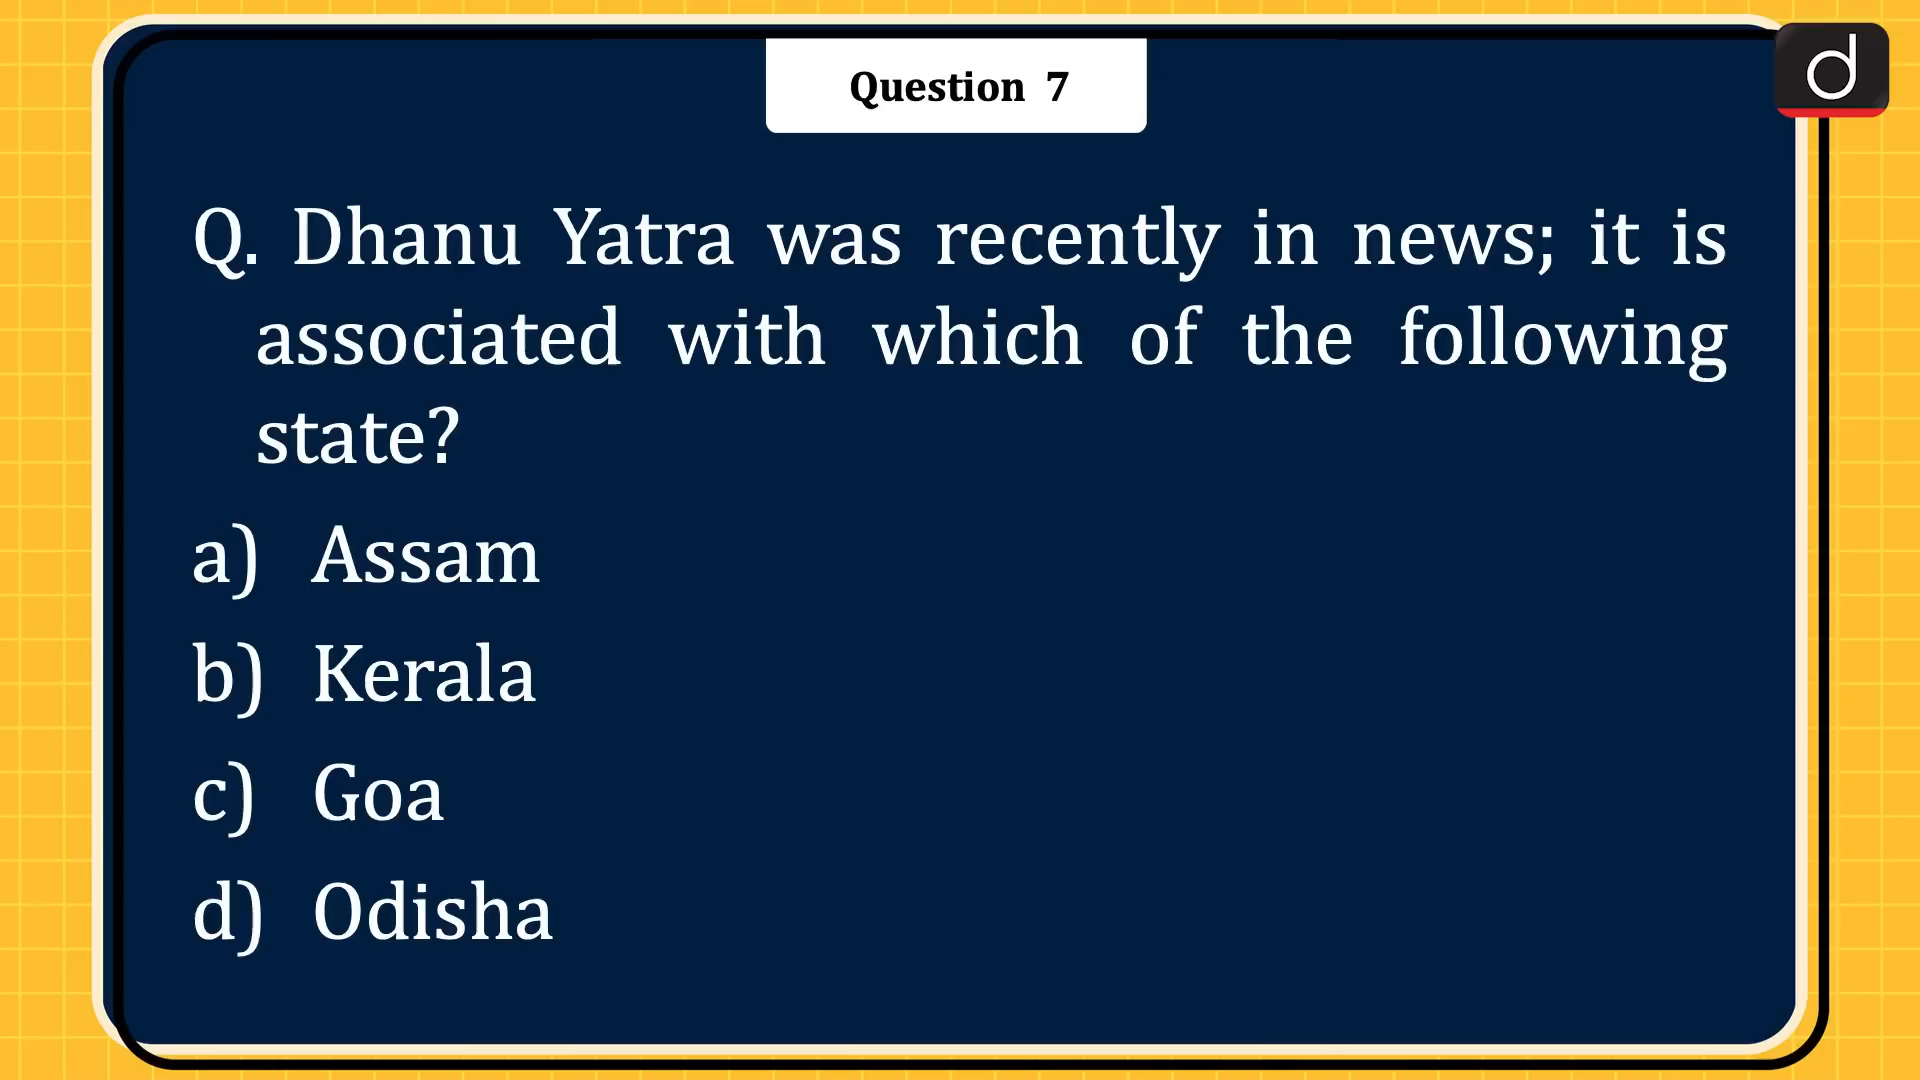 Question 7
d
Q. Dhanu Yatra was recently in news; it is
associated with which of the following
state?
a) Assam
b) Kerala
c) Goa
d) Odisha